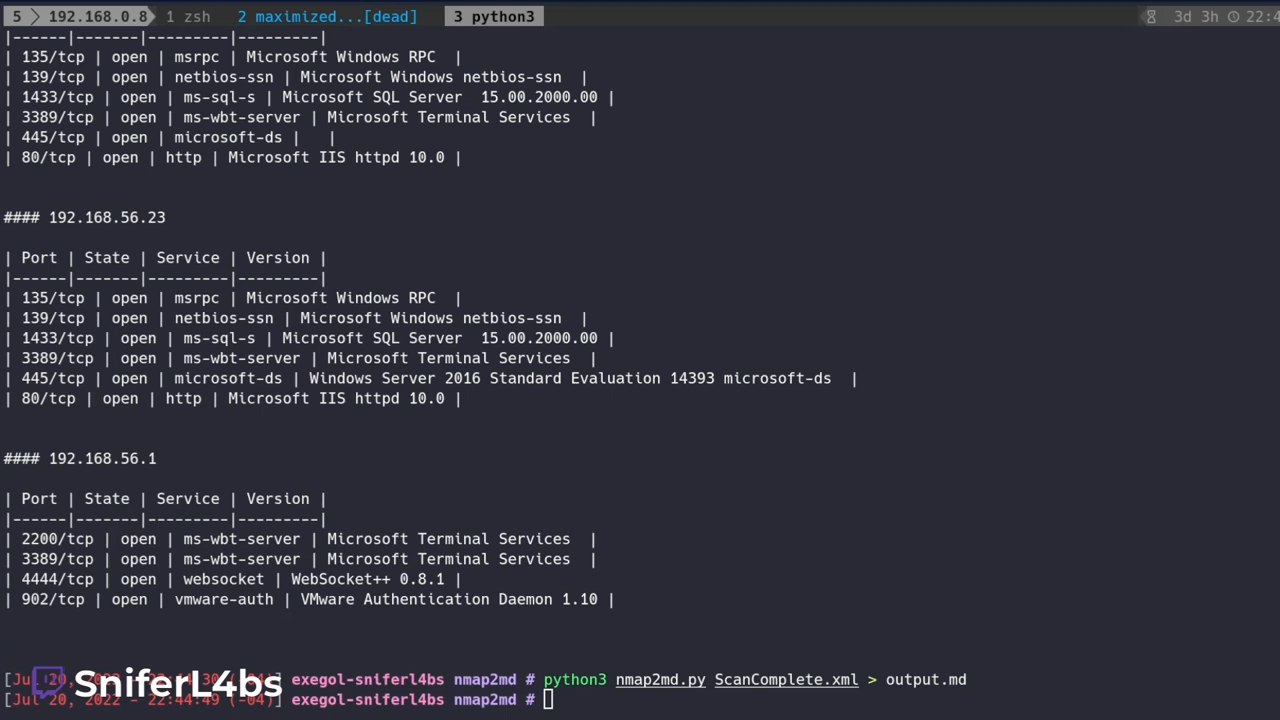 5 192.168.0.8 1 zsh 2 maximized...[dead] 3 python3 3d 3h 22:4
|------|-------|---------|---------|
| 135/tcp | open | msrpc | Microsoft Windows RPC |
| 139/tcp | open | netbios-ssn | Microsoft Windows netbios-ssn |
| 1433/tcp | open | ms-sql-s | Microsoft SQL Server 15.00.2000.00 |
| 3389/tcp | open | ms-wbt-server | Microsoft Terminal Services |
| 445/tcp | open | microsoft-ds | |
| 80/tcp | open | http | Microsoft IIS httpd 10.0 |
#### 192.168.56.23
| Port | State | Service | Version |
|------|-------|---------|---------|
| 135/tcp | open | msrpc | Microsoft Windows RPC |
| 139/tcp | open | netbios-ssn | Microsoft Windows netbios-ssn |
| 1433/tcp | open | ms-sql-s | Microsoft SQL Server 15.00.2000.00 |
| 3389/tcp | open | ms-wbt-server | Microsoft Terminal Services |
| 445/tcp | open | microsoft-ds | Windows Server 2016 Standard Evaluation 14393 microsoft-ds |
| 80/tcp | open | http | Microsoft IIS httpd 10.0 |
#### 192.168.56.1
| Port | State | Service | Version |
|------|-------|---------|---------|
| 2200/tcp | open | ms-wbt-server | Microsoft Terminal Services |
| 3389/tcp | open | ms-wbt-server | Microsoft Terminal Services |
| 4444/tcp | open | websocket | WebSocket++ 0.8.1 |
| 902/tcp | open | vmware-auth | VMware Authentication Daemon 1.10 |
SniferL4bs
exegol-sniferl4bs nmap2md # python3 nmap2md.py ScanComplete.xml > output.md
[Jul 20, 2022 - 22:44:49 (-04)] exegol-sniferl4bs nmap2md #